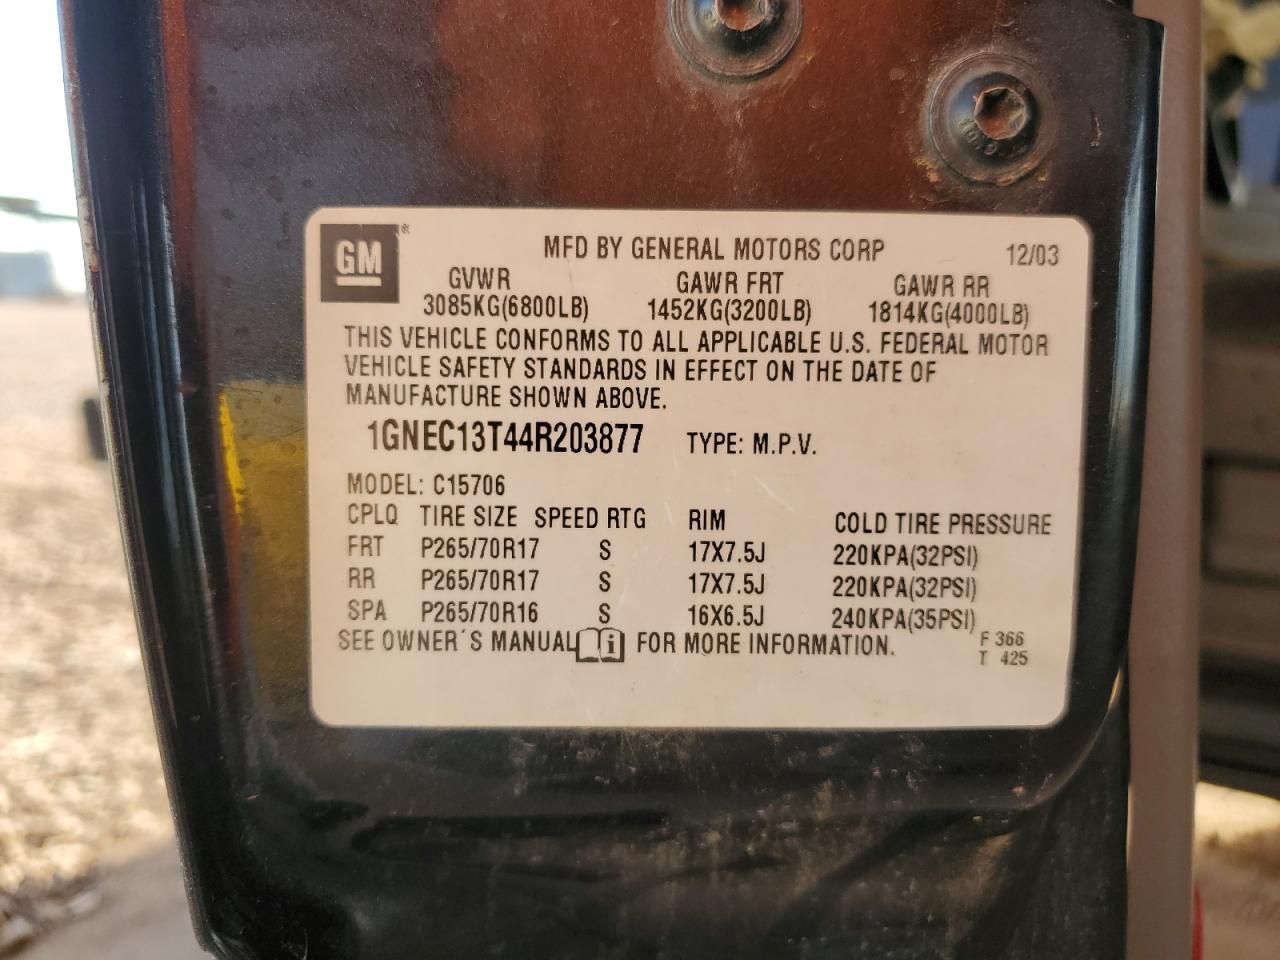 GM®
MFD BY GENERAL MOTORS CORP 12/03
GVWR GAWR FRT GAWR RR
3085KG(6800LB) 1452KG(3200LB) 1814KG(4000LB)
THIS VEHICLE CONFORMS TO ALL APPLICABLE U.S. FEDERAL MOTOR
VEHICLE SAFETY STANDARDS IN EFFECT ON THE DATE OF
MANUFACTURE SHOWN ABOVE.
1GNEC13T44R203877 TYPE: M.P.V.
MODEL: C15706
CPLQ TIRE SIZE SPEED RTG RIM COLD TIRE PRESSURE
FRT P265/70R17 S 17X7.5J 220KPA(32PSI)
RR P265/70R17 S 17X7.5J 220KPA(32PSI)
SPA P265/70R16 S 16X6.5J 240KPA(35PSI)
SEE OWNER´S MANUAL i FOR MORE INFORMATION.
F 366
T 425